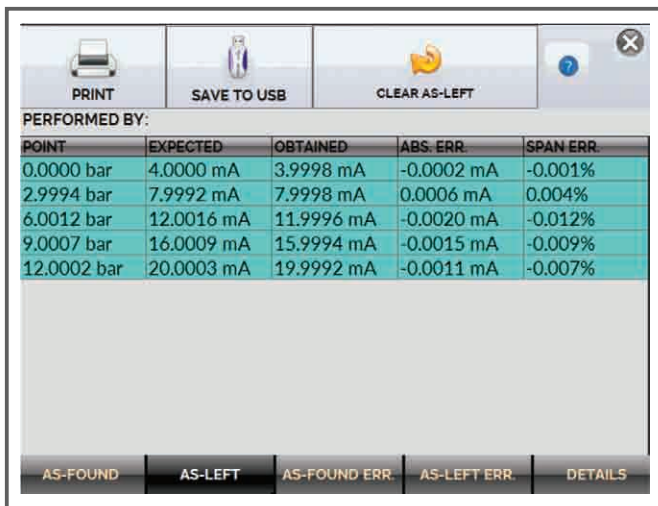 PRINT SAVE TO USB CLEAR AS-LEFT ?
PERFORMED BY:
POINT EXPECTED OBTAINED ABS. ERR. SPAN ERR.
0.0000 bar 4.0000 mA 3.9998 mA -0.0002 mA -0.001%
2.9994 bar 7.9992 mA 7.9998 mA 0.0006 mA 0.004%
6.0012 bar 12.0016 mA 11.9996 mA -0.0020 mA -0.012%
9.0007 bar 16.0009 mA 15.9994 mA -0.0015 mA -0.009%
12.0002 bar 20.0003 mA 19.9992 mA -0.0011 mA -0.007%
AS-FOUND AS-LEFT AS-FOUND ERR. AS-LEFT ERR. DETAILS